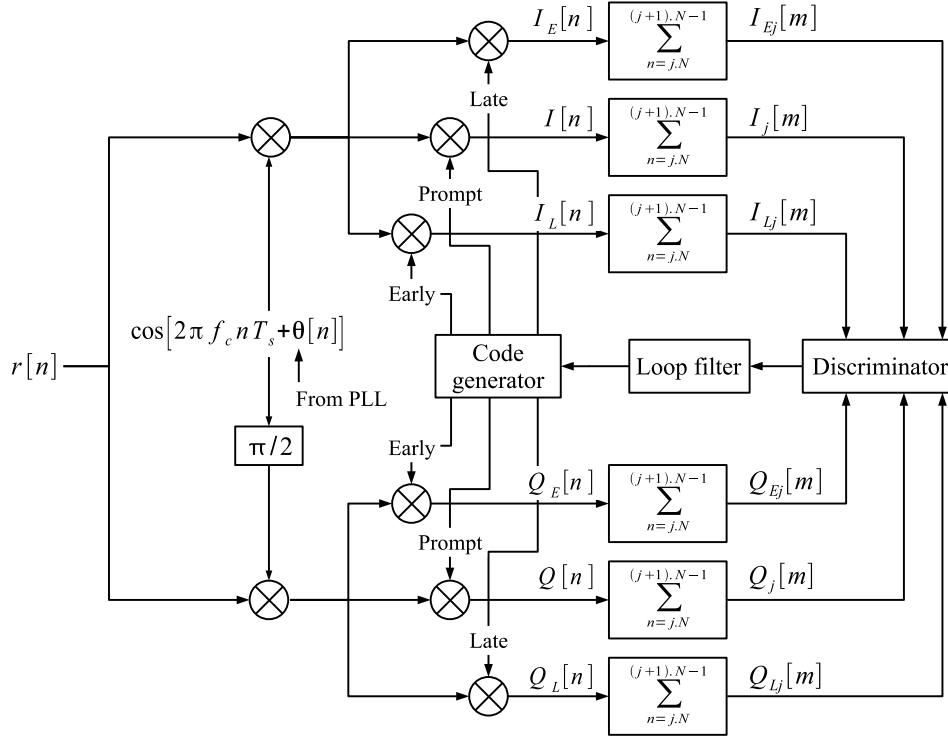 I_E[n]
(j+1).N−1
∑
n=j.N
I_Ej[m]
Late
I[n]
(j+1).N−1
∑
n=j.N
I_j[m]
Prompt
I_L[n]
(j+1).N−1
∑
n=j.N
I_Lj[m]
Early
cos[2π f_c nT_s+θ[n]]
r[n]
From PLL
Code
generator
Loop filter
Discriminator
π/2
Early
Q_E[n]
(j+1).N−1
∑
n=j.N
Q_Ej[m]
Prompt
Q[n]
(j+1).N−1
∑
n=j.N
Q_j[m]
Late
Q_L[n]
(j+1).N−1
∑
n=j.N
Q_Lj[m]